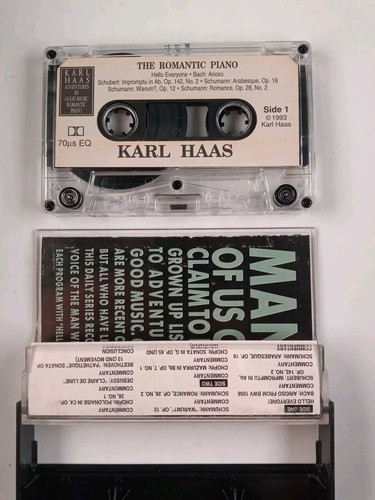 KARL
HAAS
ADVENTURES
IN
GOOD MUSIC
ROMANTIC
PIANO
70µs EQ
THE ROMANTIC PIANO
Hello Everyone • Bach: Arioso
Schubert: Impromptu in Ab, Op. 142, No. 2 • Schumann: Arabesque, Op. 18
Schumann: Warum?, Op. 12 • Schumann: Romance, Op. 28, No. 2
Side 1
© 1993
Karl Haas
KARL HAAS
MAN
OF US C
CLAIM TO
GROWN UP LIS
TO ADVENTU
GOOD MUSIC.
ARE MORE RECENT
BUT ALL WHO HAVE
THIS DAILY SERIES RECO
VOICE OF THE MAN W
EACH PROGRAM WITH 'HELL
SIDE ONE
HELLO EVERYONE!
BACH: ARIOSO FROM BWV 1056
COMMENTARY
SCHUBERT: IMPROMPTU IN Ab,
OP. 142, NO. 2
COMMENTARY
SCHUMANN: ARABESQUE OP. 18
COMMENTARY
SCHUMANN: "WARUM?", OP. 12
COMMENTARY
SCHUMANN: ROMANCE, OP. 28, NO. 2
SIDE TWO
CHOPIN: MAZURKA IN Bb, OP. 7, NO. 1
COMMENTARY
CHOPIN: SONATA IN G, OP. 65 (2ND
CHOPIN: POLONAISE IN C#, OP.
26, NO. 1
COMMENTARY
DEBUSSY: CLAIRE DE LUNE
COMMENTARY
BEETHOVEN: "PATHETIQUE" SONATA OP.
13 (2ND MOVEMENT)
CONCLUSION